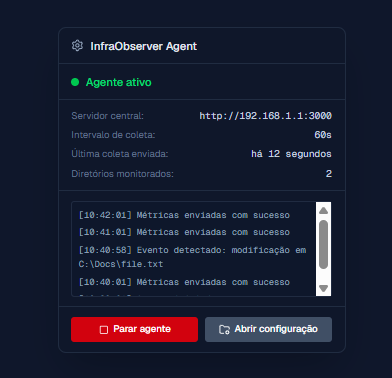 InfraObserver Agent
Agente ativo
Servidor central: http://192.168.1.1:3000
Intervalo de coleta: 60s
Última coleta enviada: há 12 segundos
Diretórios monitorados: 2
[10:42:01] Métricas enviadas com sucesso
[10:41:01] Métricas enviadas com sucesso
[10:40:58] Evento detectado: modificação em
C:\Docs\file.txt
[10:40:01] Métricas enviadas com sucesso
Parar agente
Abrir configuração